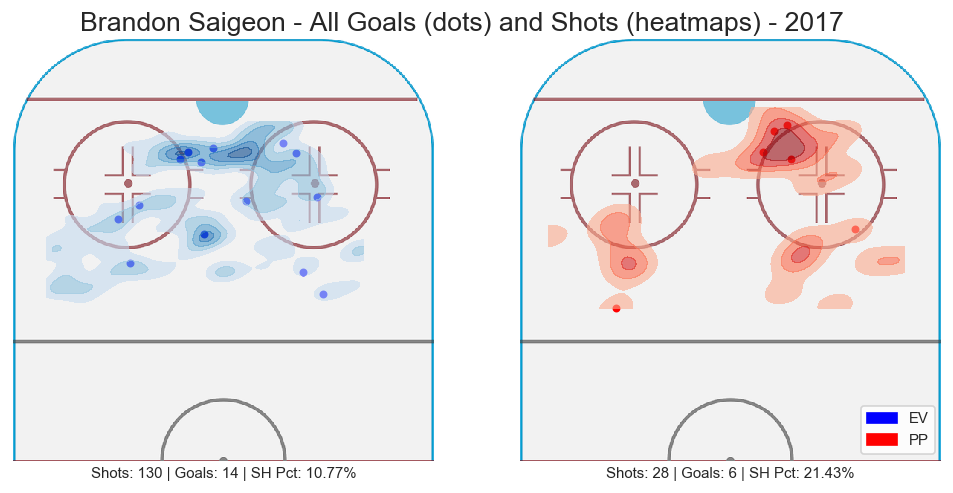 Brandon Saigeon - All Goals (dots) and Shots (heatmaps) - 2017
EV
PP
Shots: 130 | Goals: 14 | SH Pct: 10.77%
Shots: 28 | Goals: 6 | SH Pct: 21.43%